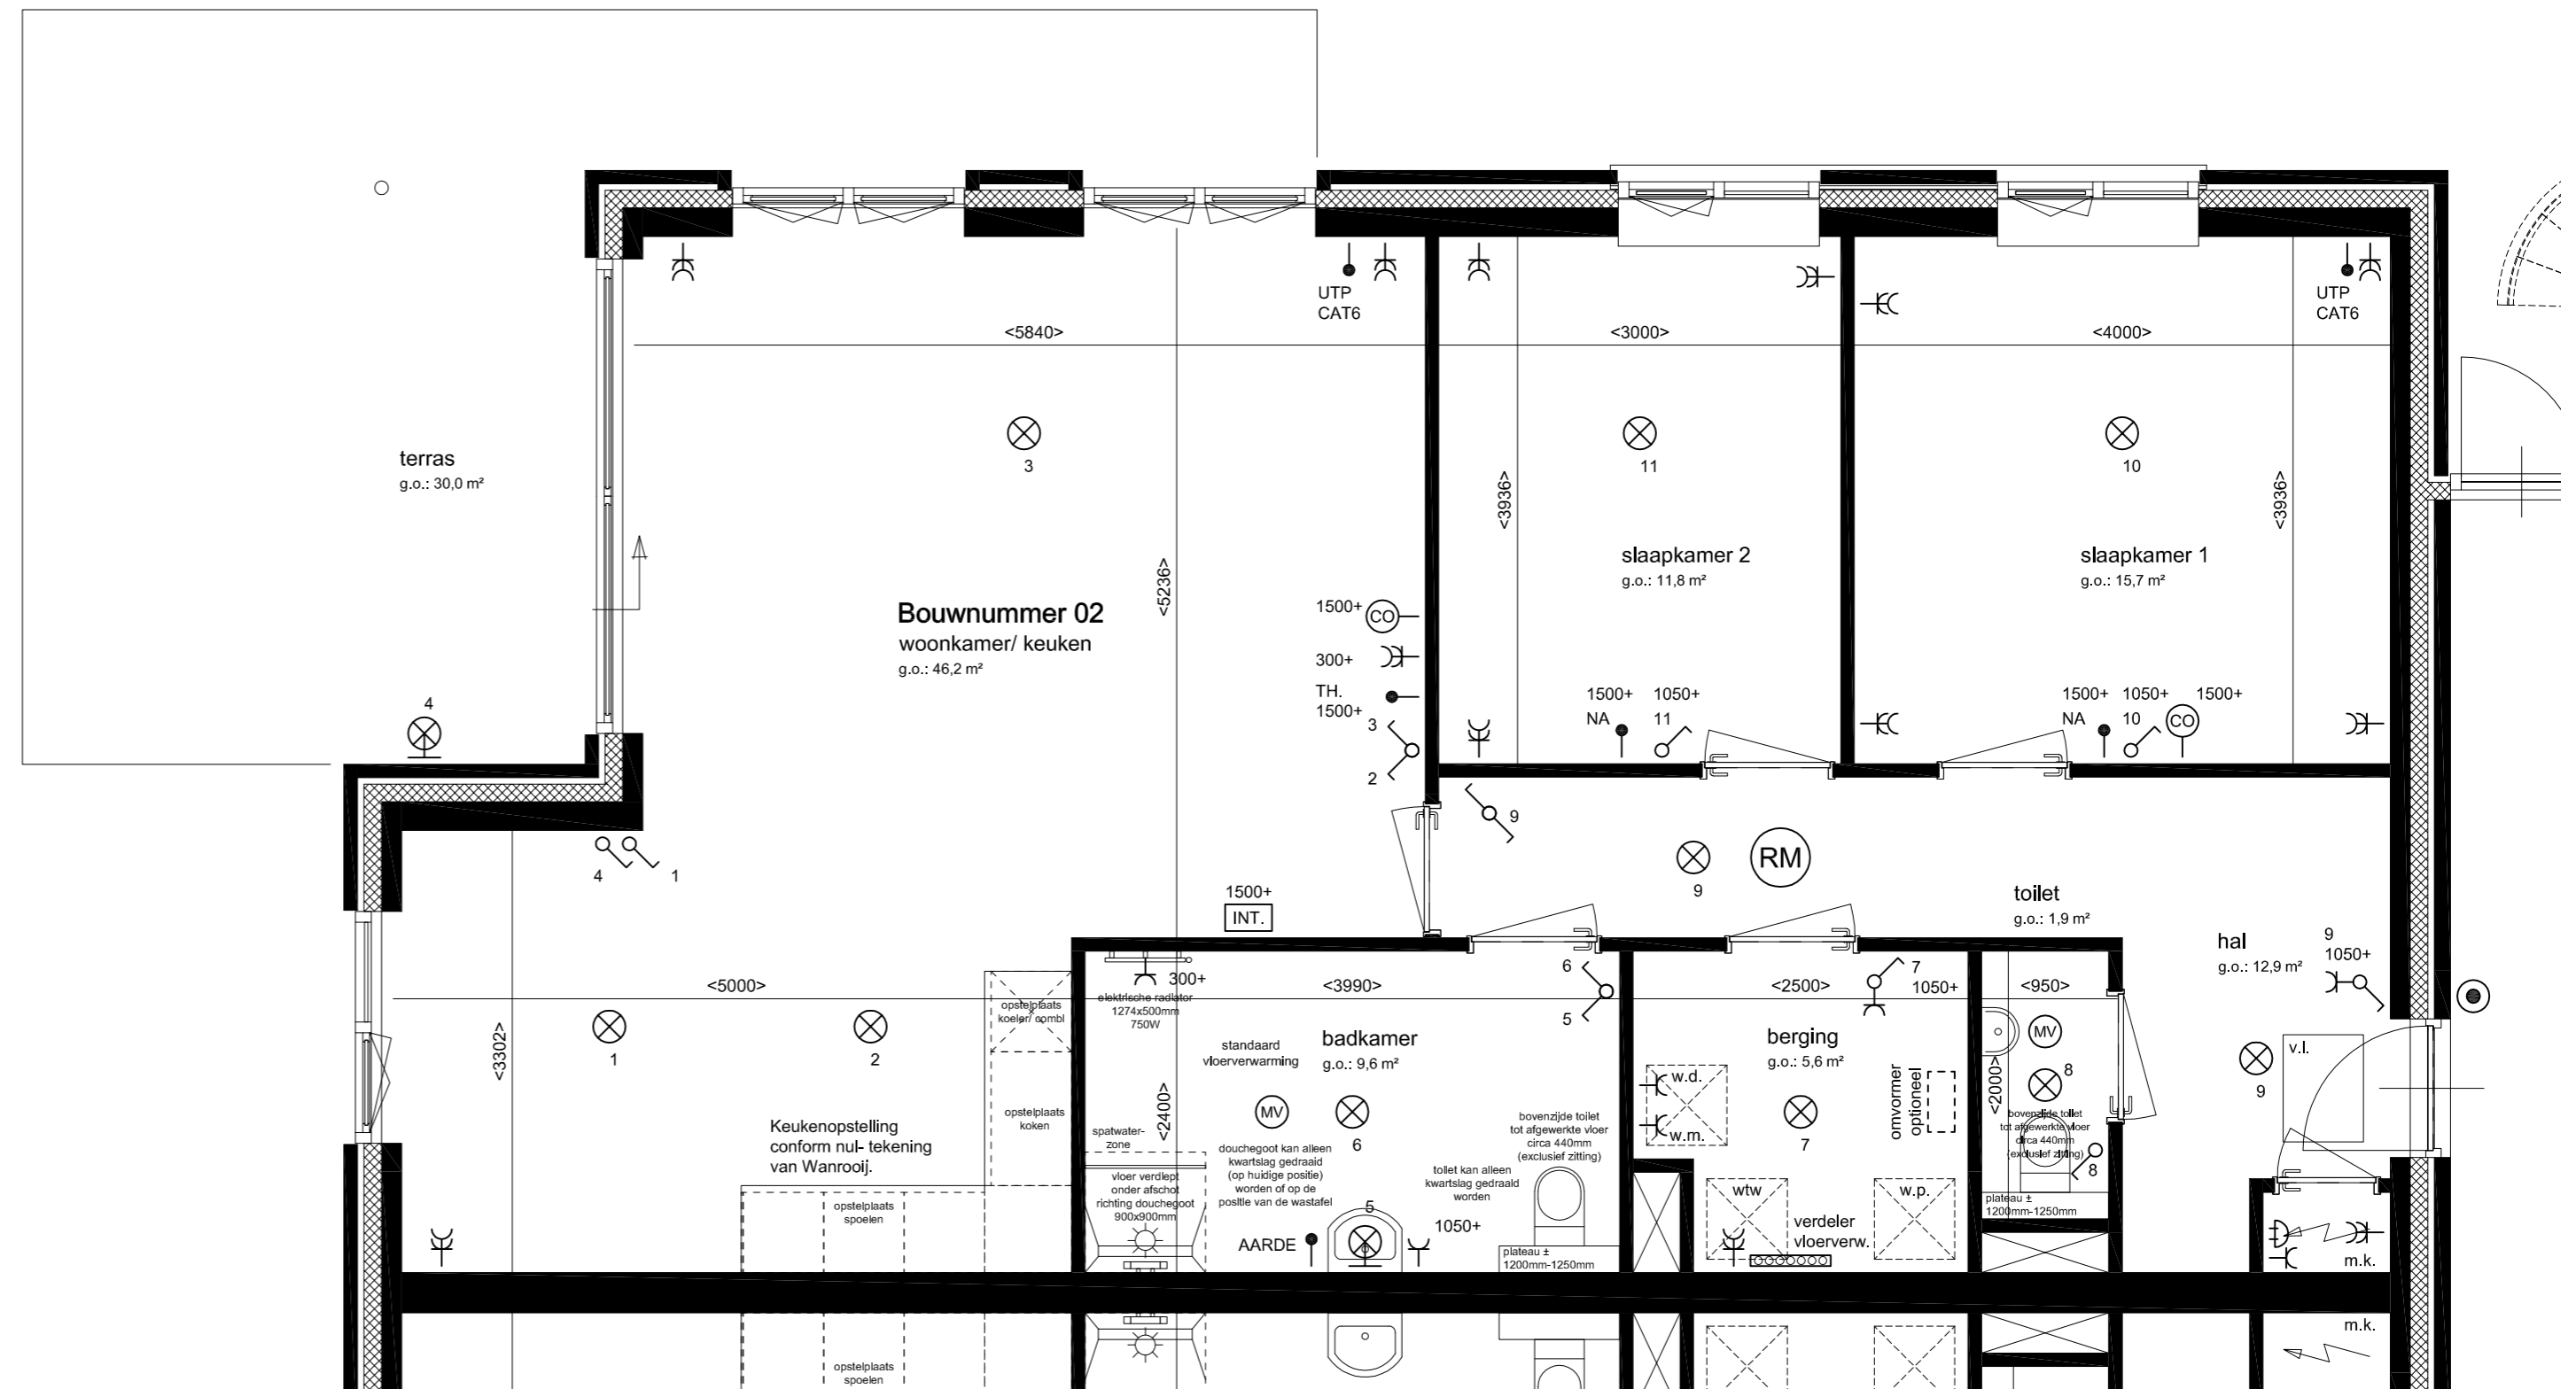 UTP
CAT6
UTP
CAT6
<5840>
<3000>
<4000>
3
11
10
terras
g.o.: 30,0 m²
<3936>
<3936>
<5236>
slaapkamer 2
g.o.: 11,8 m²
slaapkamer 1
g.o.: 15,7 m²
Bouwnummer 02
woonkamer/ keuken
g.o.: 46,2 m²
1500+
CO
300+
TH.
1500+
3
2
4
1500+
NA
1050+
11
1500+
NA
1050+
10
1500+
CO
9
4
1
9
RM
1500+
INT.
toilet
g.o.: 1,9 m²
hal
g.o.: 12,9 m²
9
1050+
<5000>
<3302>
1
2
opstelplaats
koeler/ combi
opstelplaats
koken
Keukenopstelling
conform nul- tekening
van Wanrooij.
opstelplaats
spoelen
300+
elektrische radiator
1274x500mm
750W
<3990>
6
5
standaard
vloerverwarming
badkamer
g.o.: 9,6 m²
<2400>
MV
6
spatwater-
zone
vloer verdiept
onder afschot
richting douchegoot
900x900mm
douchegoot kan alleen
kwartslag gedraaid
(op huidige positie)
worden of op de
positie van de wastafel
bovenzijde toilet
tot afgewerkte vloer
circa 440mm
(exclusief zitting)
toilet kan alleen
kwartslag gedraaid
worden
5
AARDE
1050+
plateau ±
1200mm-1250mm
<2500>
7
1050+
berging
g.o.: 5,6 m²
w.d.
w.m.
7
omvormer
optioneel
wtw
w.p.
verdeler
vloerverw.
<950>
MV
8
<2000>
bovenzijde toilet
tot afgewerkte vloer
circa 440mm
(exclusief zitting)
8
plateau ±
1200mm-1250mm
9
v.l.
m.k.
m.k.
opstelplaats
spoelen